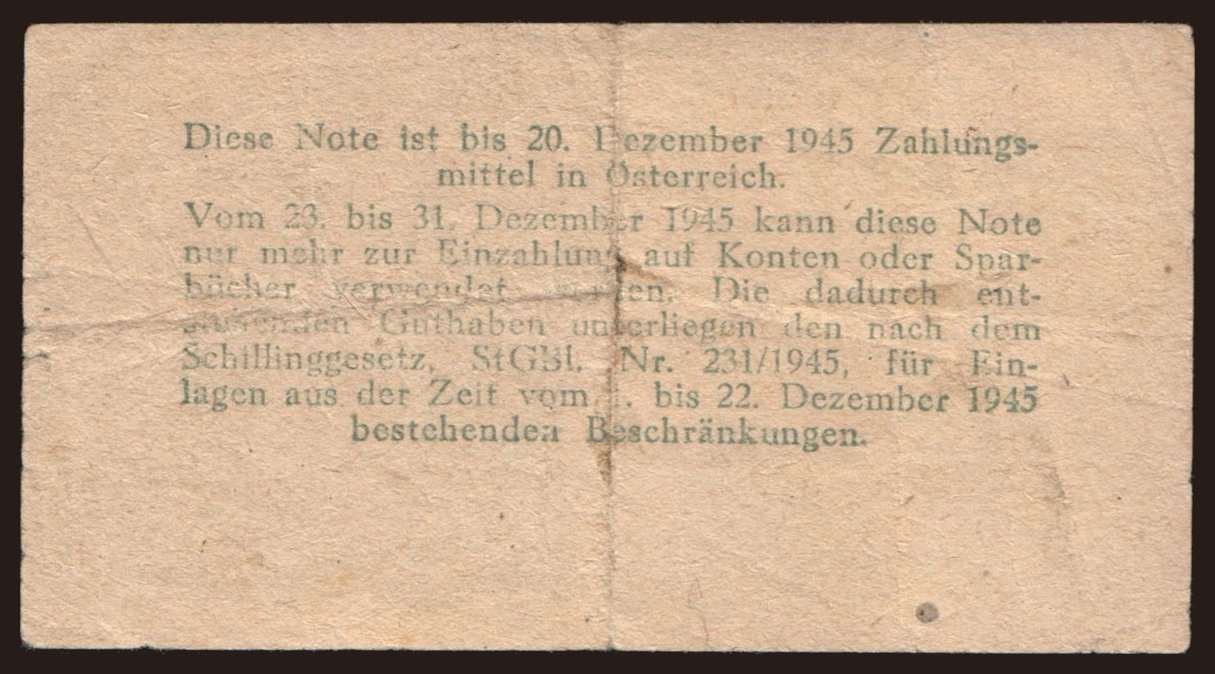 Diese Note ist bis 20. Dezember 1945 Zahlungs-
mittel in Österreich.
Vom 23. bis 31. Dezember 1945 kann diese Note
nur mehr zur Einzahlung auf Konten oder Spar-
bücher verwendet werden. Die dadurch ent-
stehenden Guthaben unterliegen den nach dem
Schillinggesetz, StGBl. Nr. 231/1945, für Ein-
lagen aus der Zeit vom 1. bis 22. Dezember 1945
bestehenden Beschränkungen.